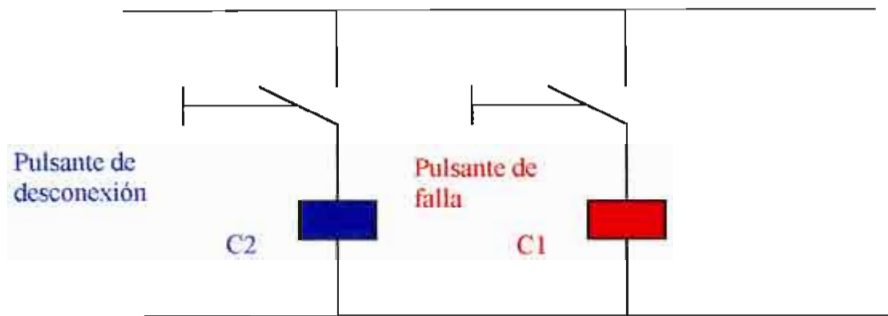 Pulsante de
desconexión
C2
Pulsante de
falla
C1